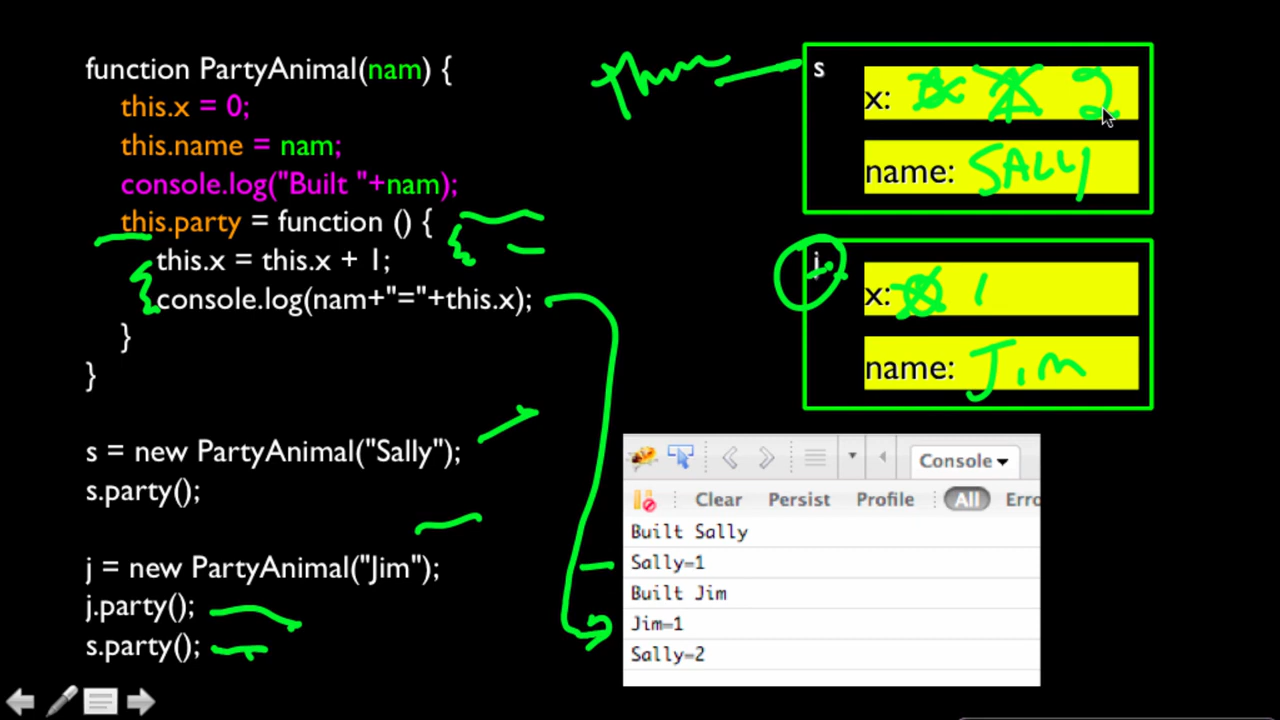 function PartyAnimal(nam) {
this.x = 0;
this.name = nam;
console.log("Built "+nam);
this.party = function () {
this.x = this.x + 1;
console.log(nam+"="+this.x);
}
}
s = new PartyAnimal("Sally");
s.party();
j = new PartyAnimal("Jim");
j.party();
s.party();
s
x: 2
name: SALLY
j
x: 1
name: Jim
Console
Clear Persist Profile All Erro
Built Sally
Sally=1
Built Jim
Jim=1
Sally=2